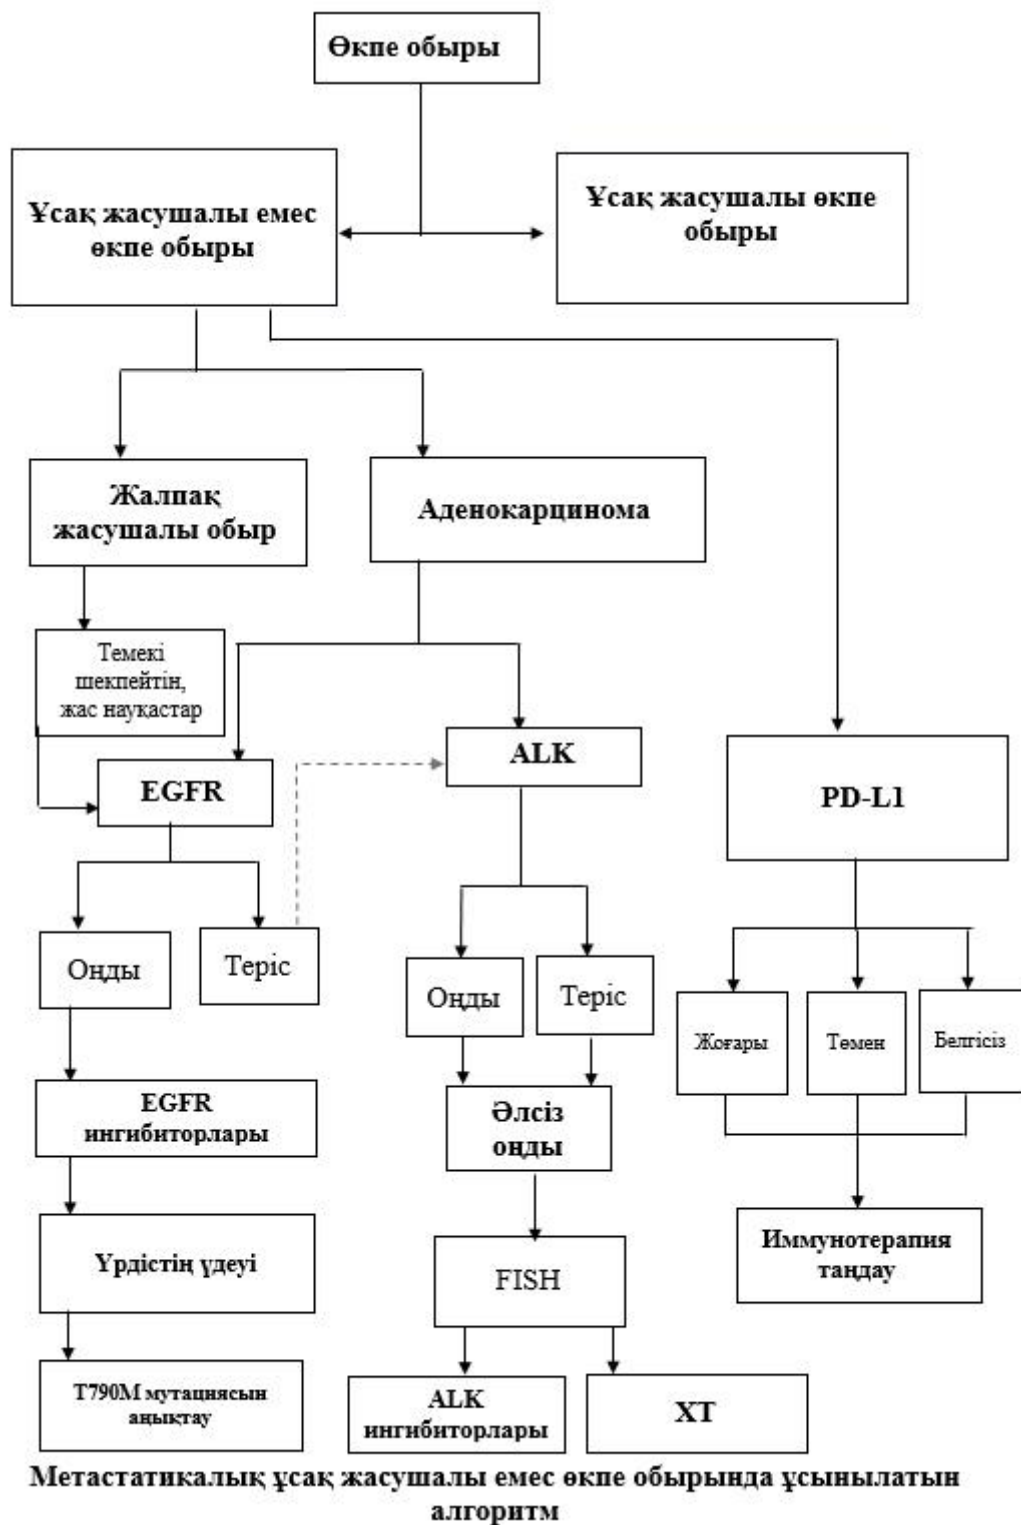 Өкпе обыры
Ұсақ жасушалы емес
өкпе обыры
Ұсақ жасушалы өкпе
обыры
Жалпақ
жасушалы обыр
Аденокарцинома
Темекі
шекпейтін,
жас науқастар
EGFR
ALK
PD-L1
Оңды
Теріс
Оңды
Теріс
Жоғары
Төмен
Белгісіз
EGFR
ингибиторлары
Әлсіз
оңды
Үрдістің үдеуі
FISH
Иммунотерапия
таңдау
T790M мутациясын
аңықтау
ALK
ингибиторлары
ХТ
Метастатикалық ұсақ жасушалы емес өкпе обырында ұсынылатын
алгоритм